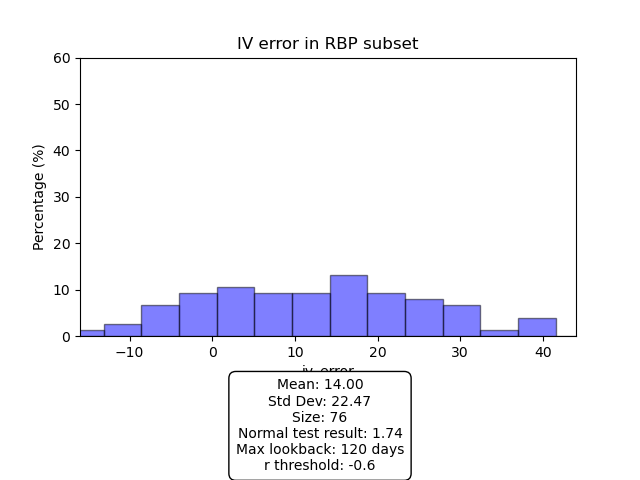 IV error in RBP subset
60
50
40
30
20
10
0
Percentage (%)
−10 0 10 20 30 40
iv_error
Mean: 14.00
Std Dev: 22.47
Size: 76
Normal test result: 1.74
Max lookback: 120 days
r threshold: -0.6